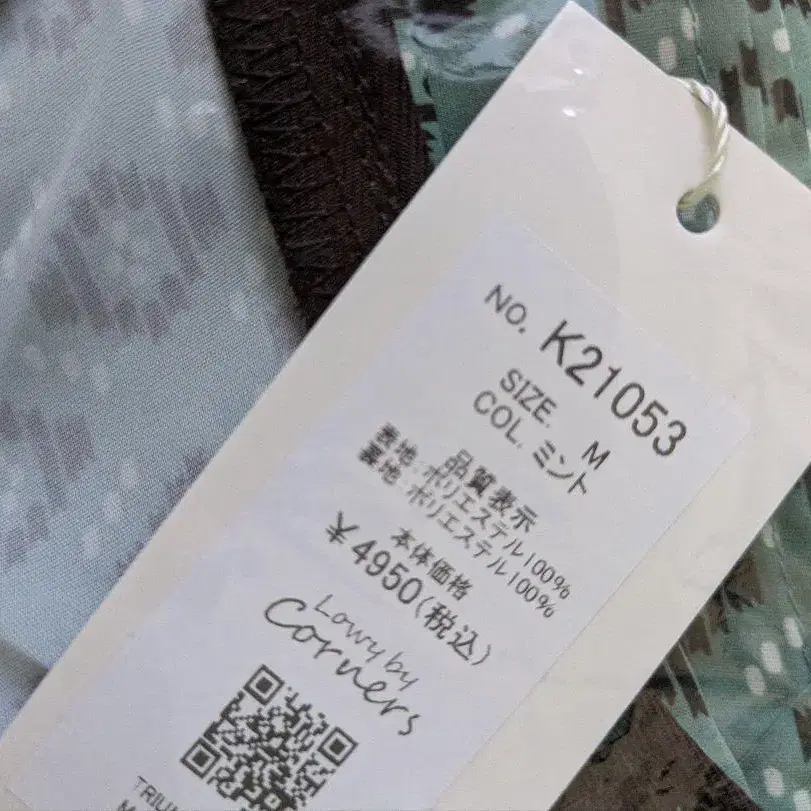 NO. K21053
SIZE. M
COL. ミント
品質表示
表地:ポリエステル100%
裏地:ポリエステル100%
本体価格
¥4950(税込)
Lowy by
Corners